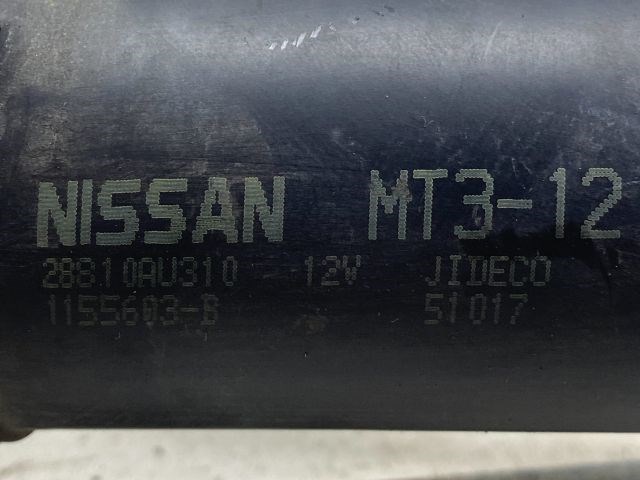 NISSAN MT3-12
28810AU310 12V JIDECO
1155603-B 51017